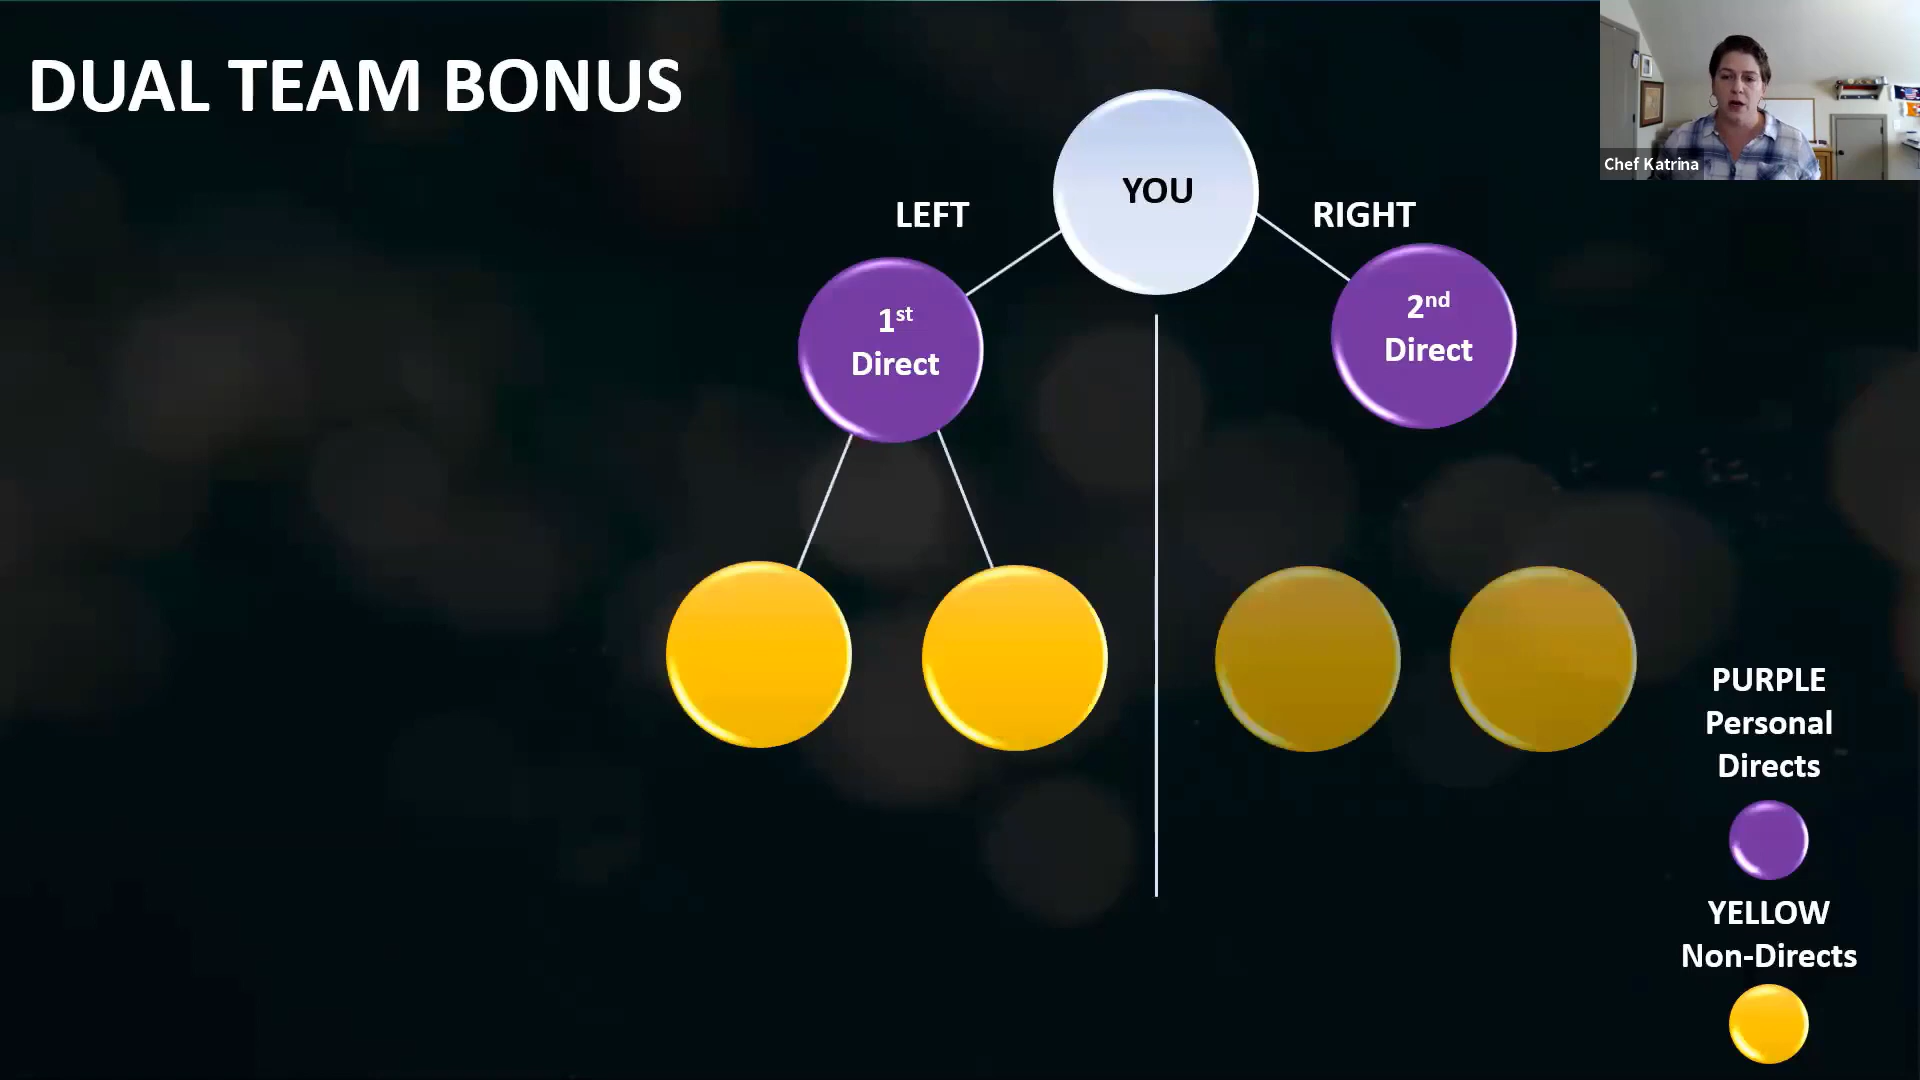 DUAL TEAM BONUS
Chef Katrina
YOU
LEFT
RIGHT
1st
Direct
2nd
Direct
PURPLE
Personal
Directs
YELLOW
Non-Directs